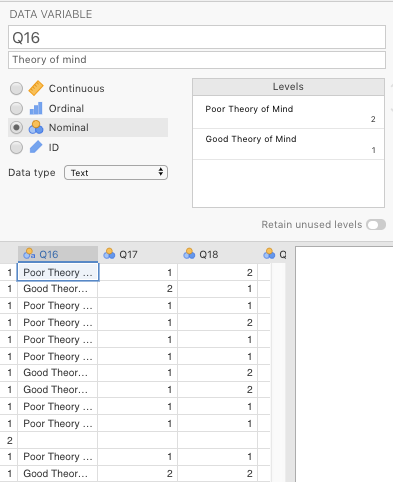 DATA VARIABLE
Q16
Theory of mind
Continuous
Ordinal
Nominal
ID
Data type Text
Levels
Poor Theory of Mind
2
Good Theory of Mind
1
Retain unused levels
a Q16 Q17 Q18 Q
1 Poor Theory ... 1 2
1 Good Theor... 2 1
1 Poor Theory ... 1 1
1 Poor Theory ... 1 2
1 Poor Theory ... 1 1
1 Poor Theory ... 1 1
1 Good Theor... 1 2
1 Good Theor... 1 2
1 Poor Theory ... 1 1
1 Poor Theory ... 1 1
2
1 Poor Theory ... 1 1
1 Good Theor... 2 2